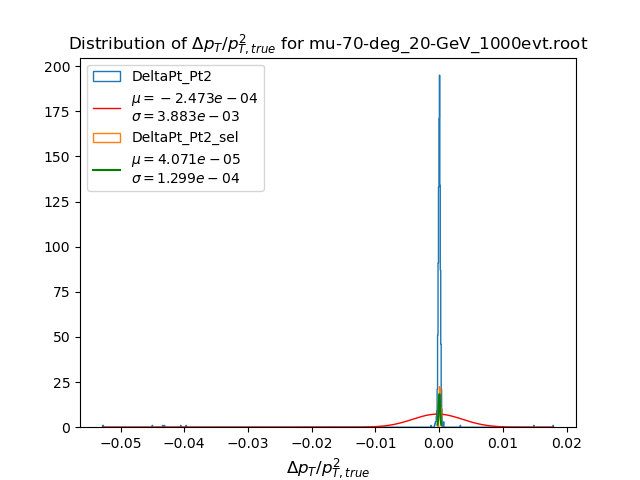 Distribution of Δp_T/p²_{T,true} for mu-70-deg_20-GeV_1000evt.root
DeltaPt_Pt2
μ = −2.473e−04
σ = 3.883e−03
DeltaPt_Pt2_sel
μ = 4.071e−05
σ = 1.299e−04
200
175
150
125
100
75
50
25
0
−0.05 −0.04 −0.03 −0.02 −0.01 0.00 0.01 0.02
Δp_T/p²_{T,true}